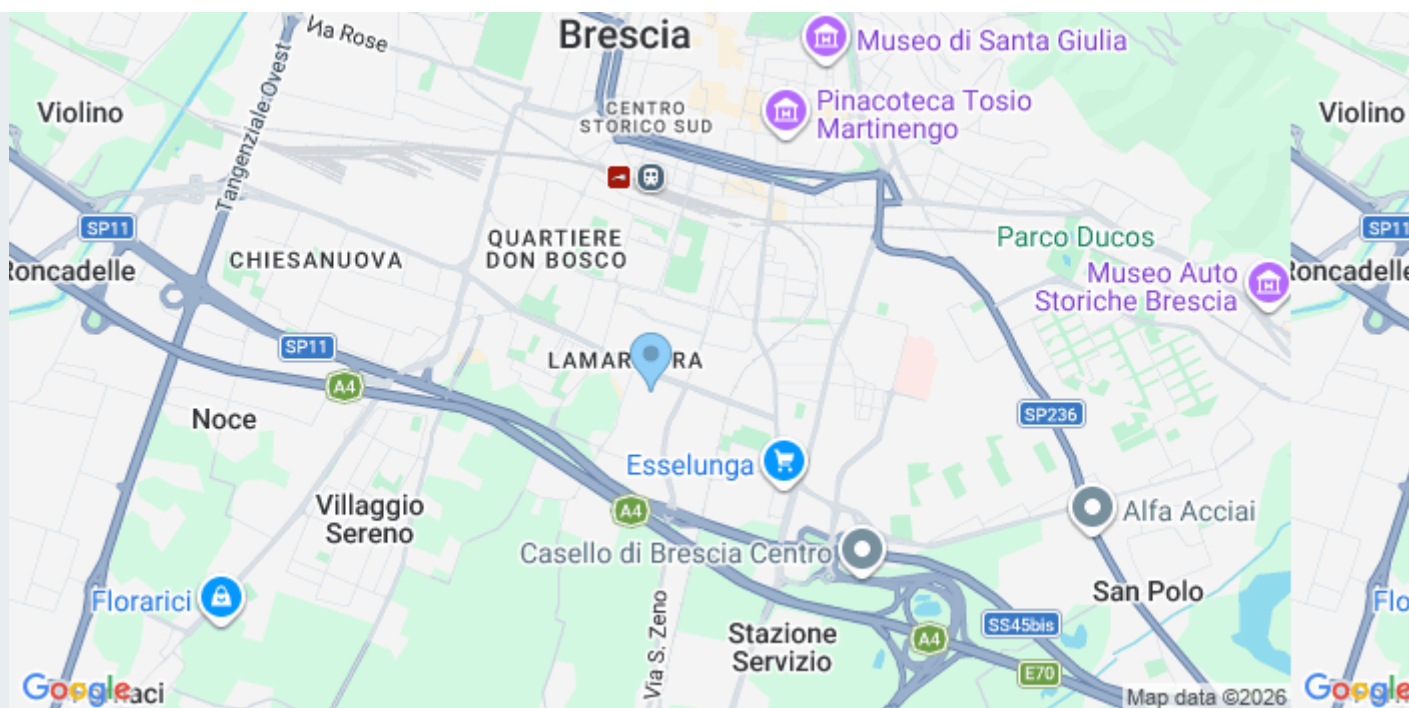 Via Rose
Brescia
Museo di Santa Giulia
Tangenziale Ovest
Violino
CENTRO
STORICO SUD
Pinacoteca Tosio
Martinengo
Violino
SP11
QUARTIERE
DON BOSCO
Parco Ducos
SP11
Roncadelle
CHIESANUOVA
Museo Auto
Storiche Brescia
Roncadelle
SP11
A4
Noce
SP236
Esselunga
Villaggio
Sereno
A4
Alfa Acciai
Casello di Brescia Centro
Florarici
San Polo
Flo
Via S. Zeno
Stazione
Servizio
A4
SS45bis
E70
Google
Map data ©2026
Google